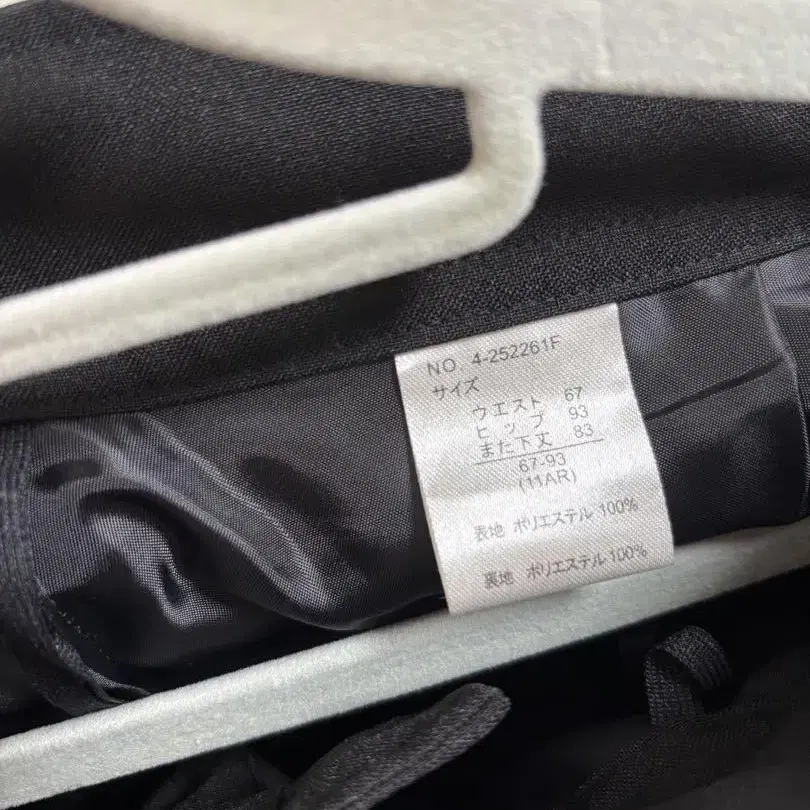 NO 4-252261F
サイズ
ウエスト 67
ヒップ 93
また下丈 83
67-93
(11AR)
表地 ポリエステル 100%
裏地 ポリエステル 100%